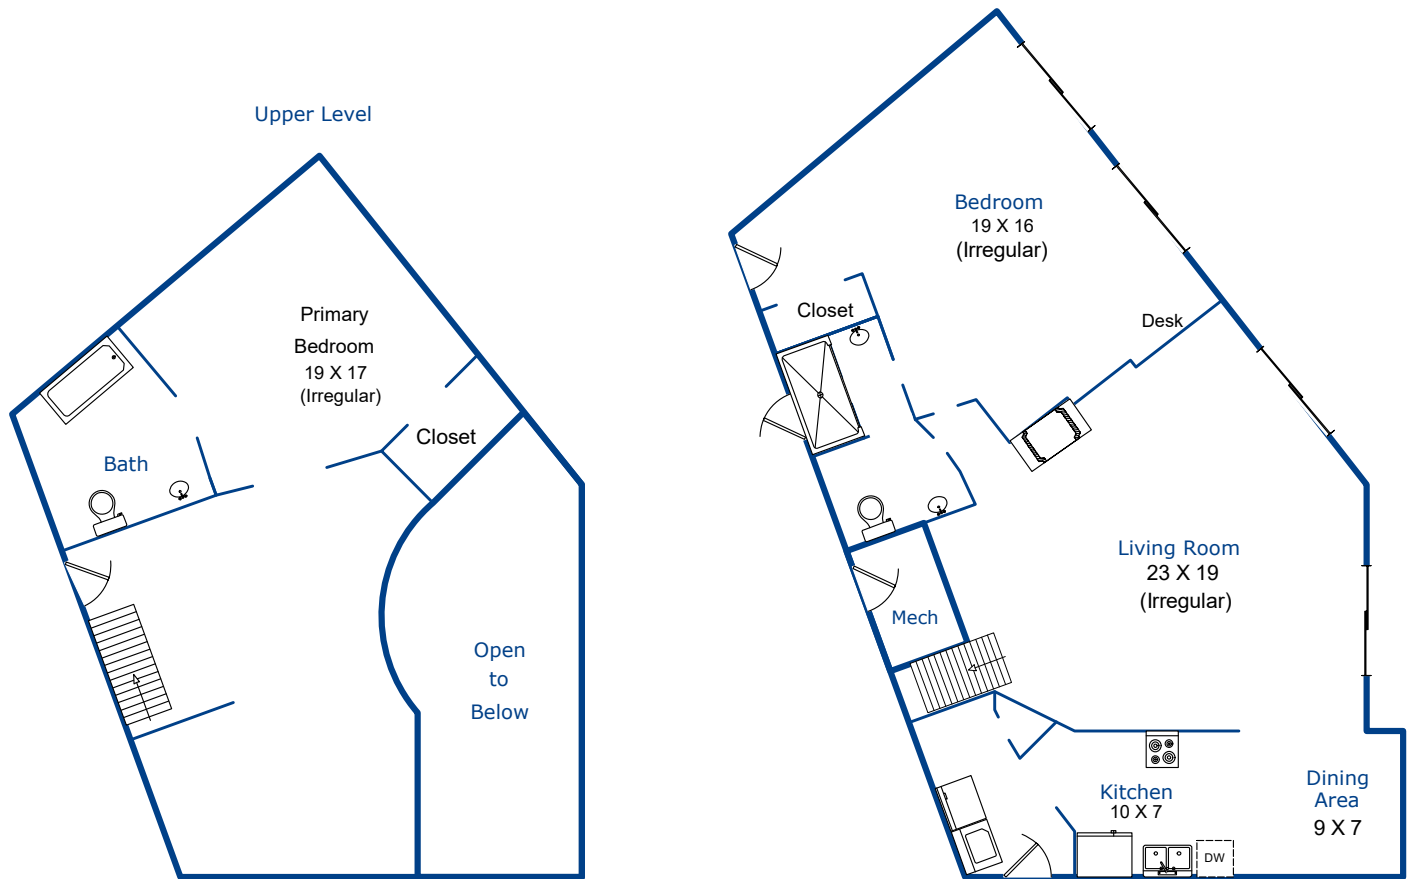 Upper Level
Primary
Bedroom
19 X 17
(Irregular)
Closet
Bath
Open
to
Below
Bedroom
19 X 16
(Irregular)
Closet
Desk
Living Room
23 X 19
(Irregular)
Mech
Kitchen
10 X 7
Dining
Area
9 X 7
DW